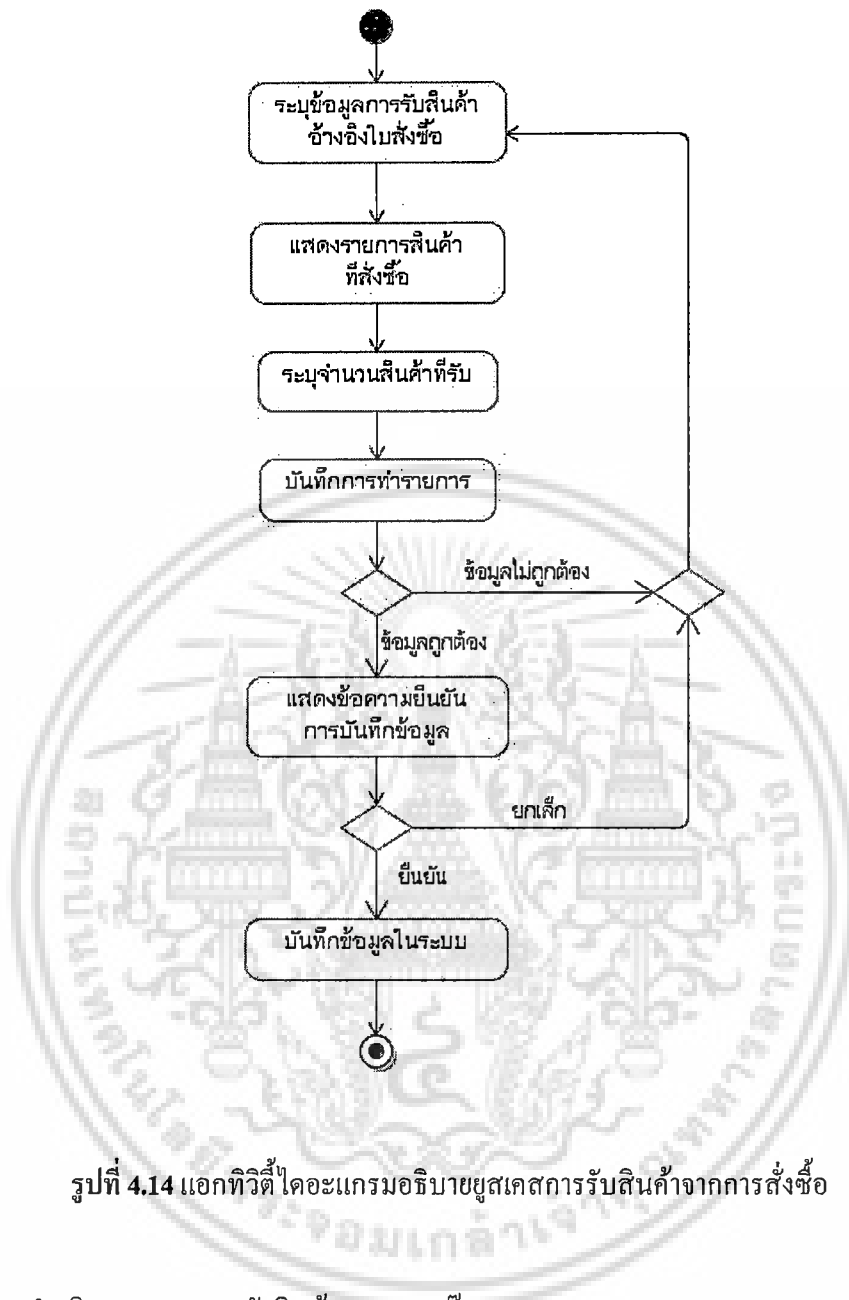 ระบุข้อมูลการรับสินค้า
อ้างอิงใบสั่งซื้อ
แสดงรายการสินค้า
ที่สั่งซื้อ
ระบุจำนวนสินค้าที่รับ
บันทึกการทำรายการ
ข้อมูลไม่ถูกต้อง
ข้อมูลถูกต้อง
แสดงข้อความยืนยัน
การบันทึกข้อมูล
ยกเลิก
ยืนยัน
บันทึกข้อมูลในระบบ
รูปที่ 4.14 แอกทิวิตี้ไดอะแกรมอธิบายยูสเคสการรับสินค้าจากการสั่งซื้อ